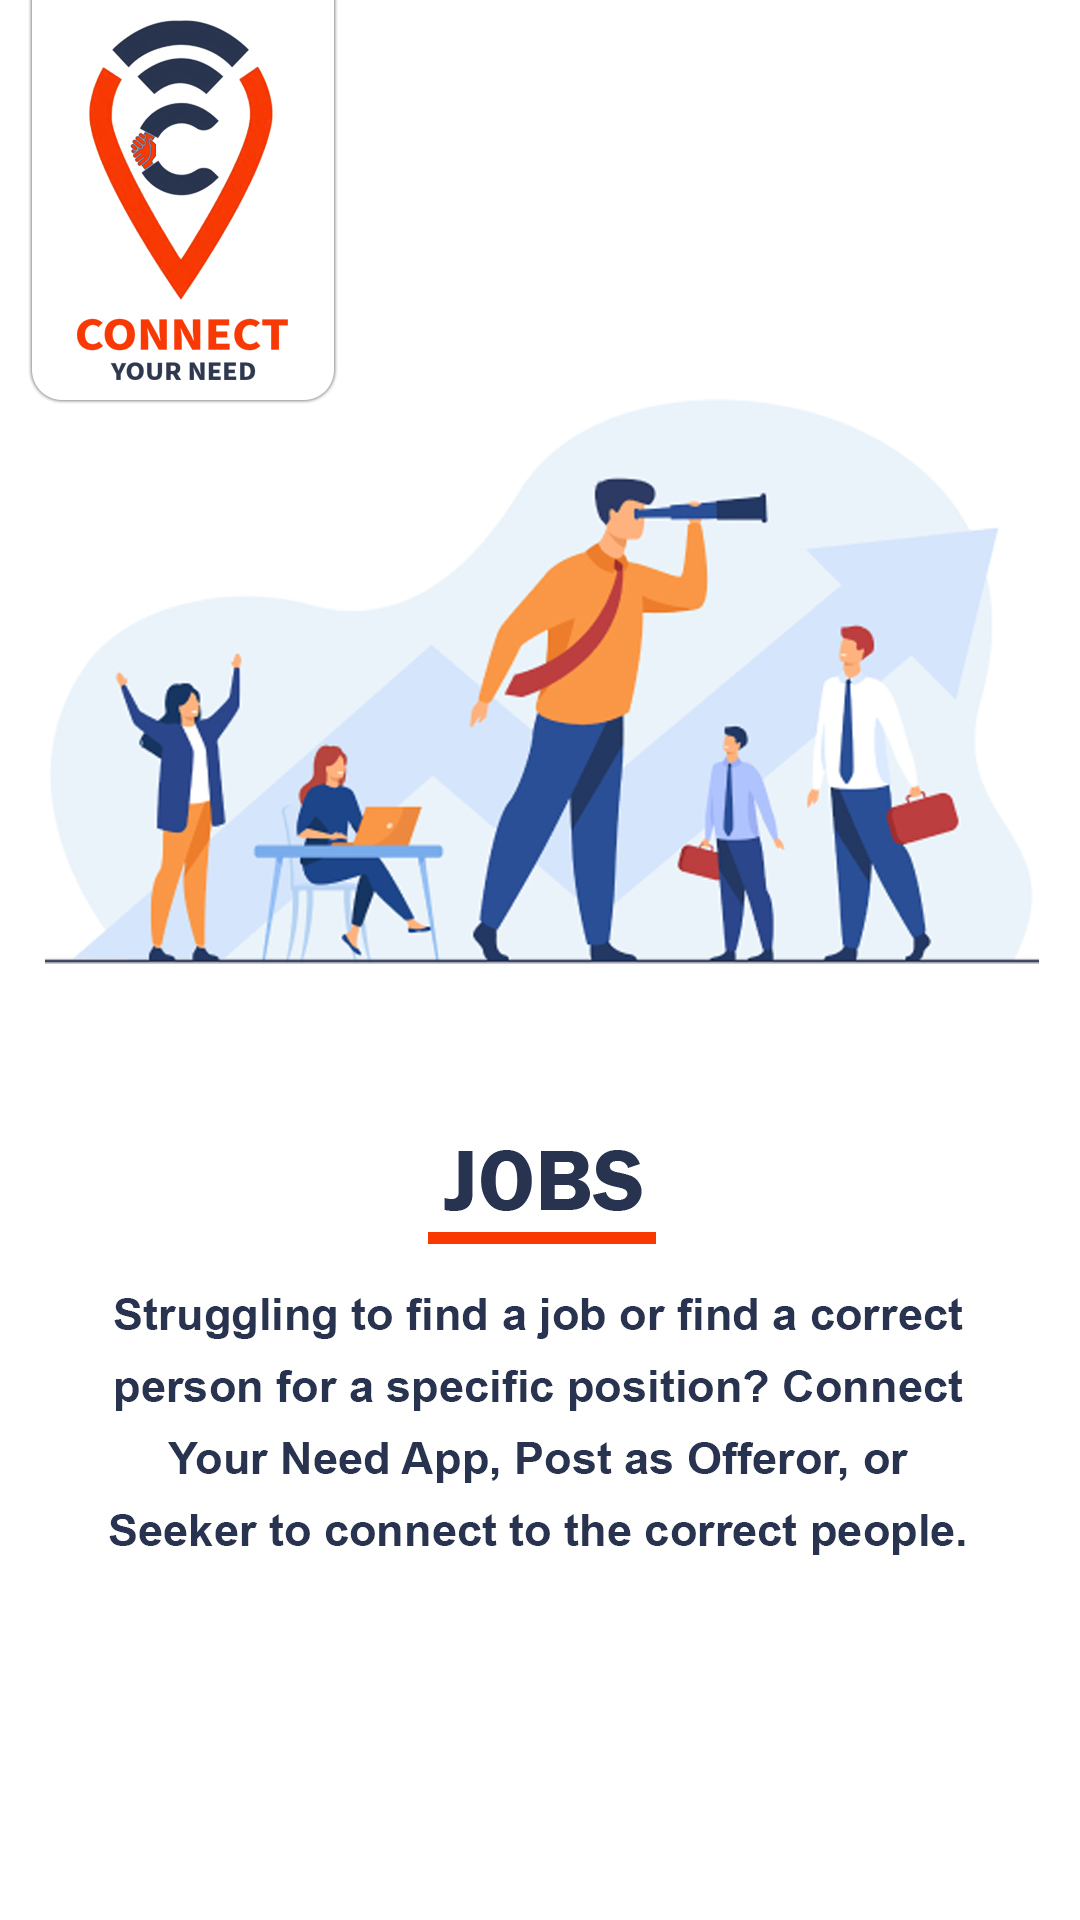 CONNECT
YOUR NEED
JOBS
Struggling to find a job or find a correct
person for a specific position? Connect
Your Need App, Post as Offeror, or
Seeker to connect to the correct people.